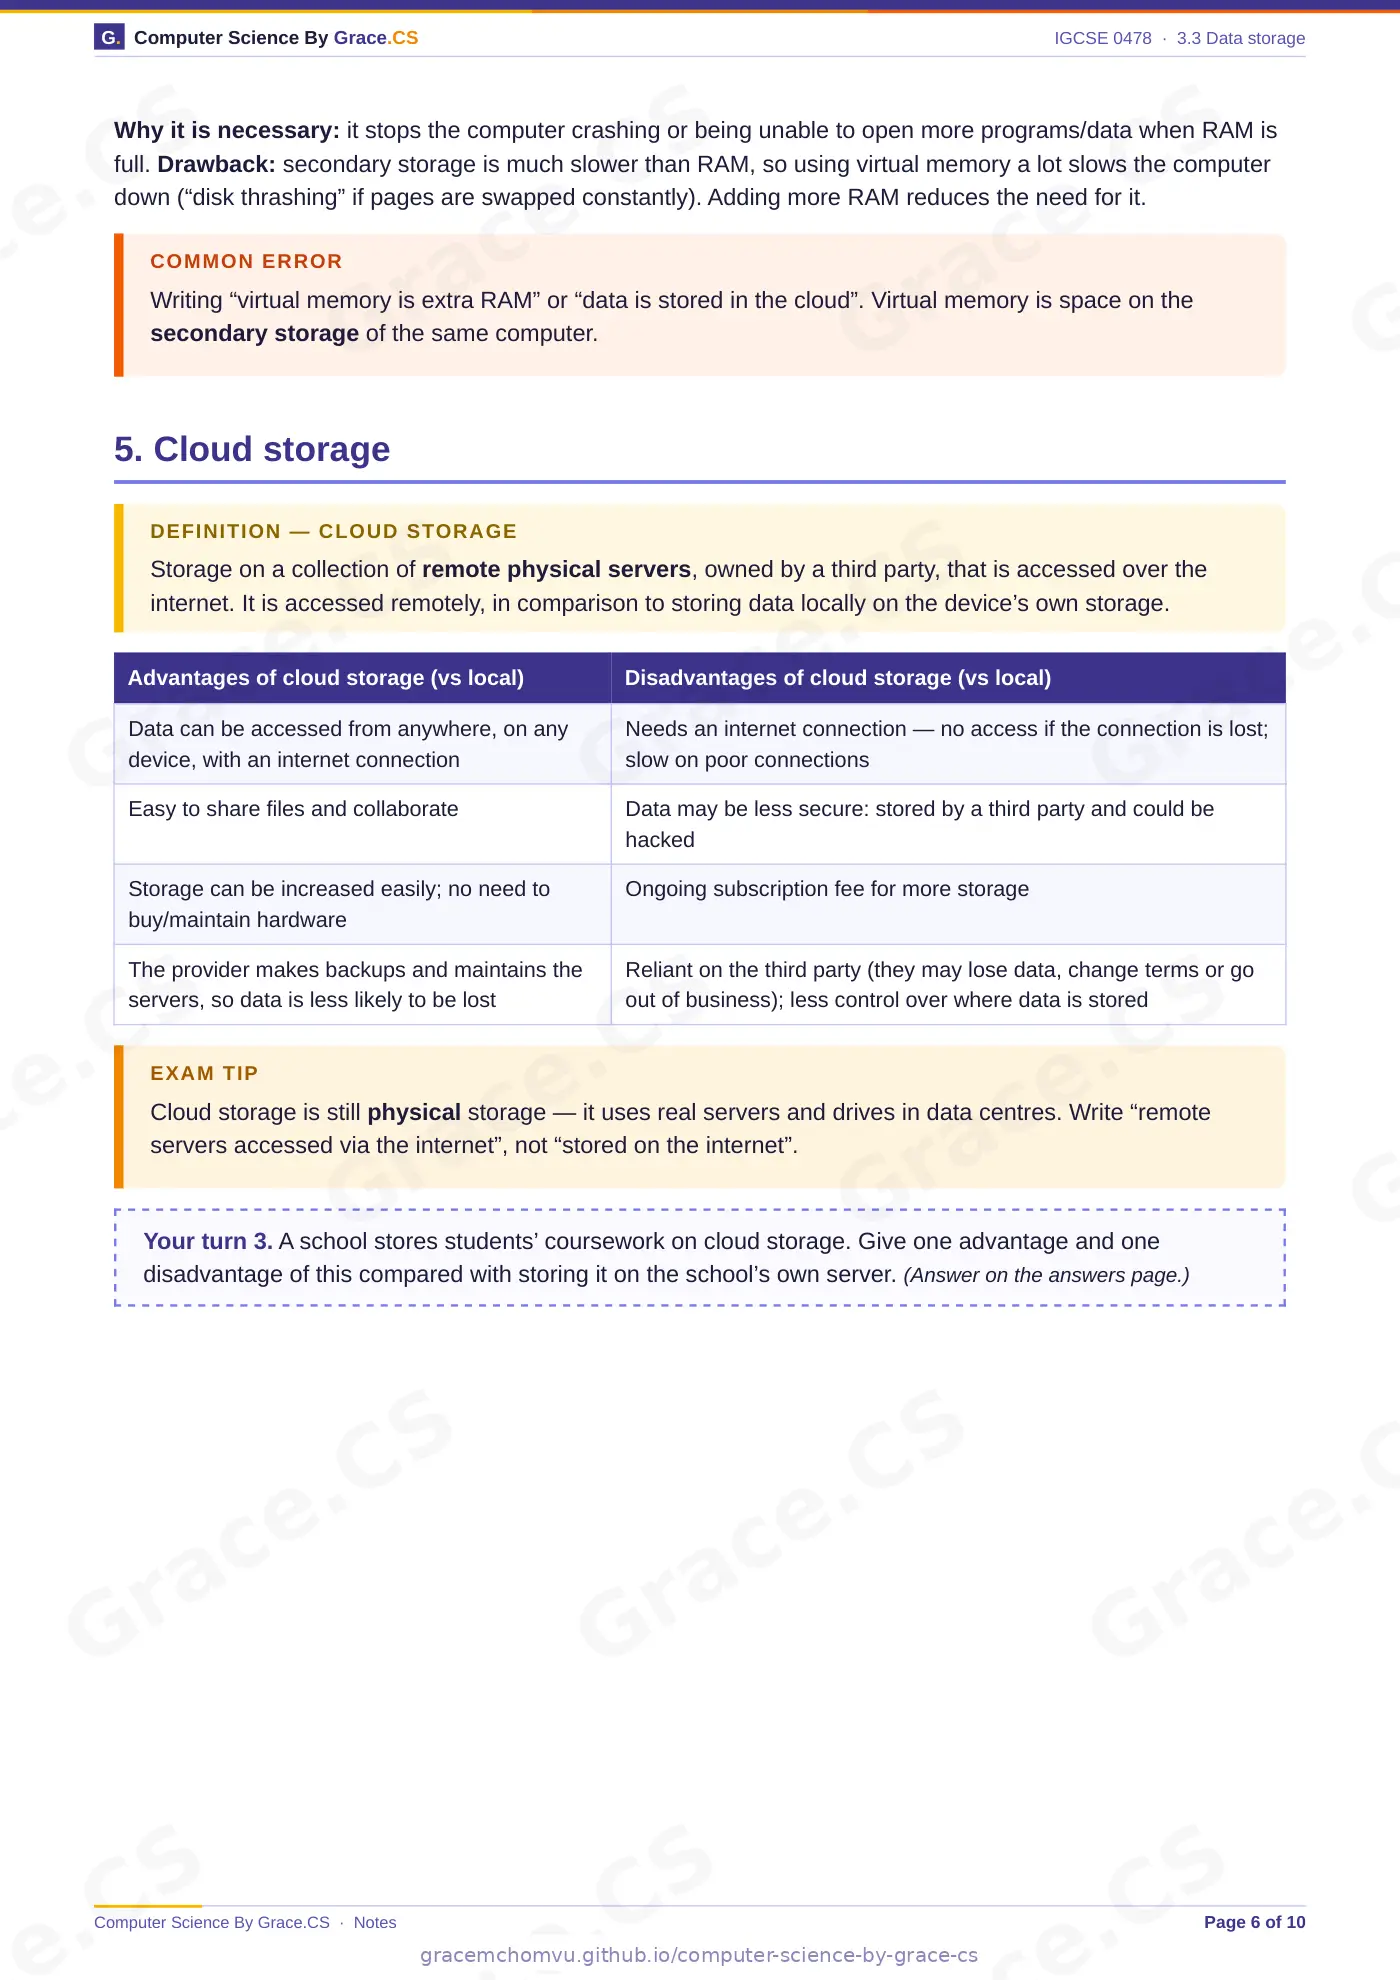 G. Computer Science By Grace.CS
IGCSE 0478 · 3.3 Data storage
Why it is necessary: it stops the computer crashing or being unable to open more programs/data when RAM is
full. Drawback: secondary storage is much slower than RAM, so using virtual memory a lot slows the computer
down (“disk thrashing” if pages are swapped constantly). Adding more RAM reduces the need for it.
COMMON ERROR
Writing “virtual memory is extra RAM” or “data is stored in the cloud”. Virtual memory is space on the
secondary storage of the same computer.
5. Cloud storage
DEFINITION — CLOUD STORAGE
Storage on a collection of remote physical servers, owned by a third party, that is accessed over the
internet. It is accessed remotely, in comparison to storing data locally on the device’s own storage.
Advantages of cloud storage (vs local)
Disadvantages of cloud storage (vs local)
Data can be accessed from anywhere, on any
device, with an internet connection
Needs an internet connection — no access if the connection is lost;
slow on poor connections
Easy to share files and collaborate
Data may be less secure: stored by a third party and could be
hacked
Storage can be increased easily; no need to
buy/maintain hardware
Ongoing subscription fee for more storage
The provider makes backups and maintains the
servers, so data is less likely to be lost
Reliant on the third party (they may lose data, change terms or go
out of business); less control over where data is stored
EXAM TIP
Cloud storage is still physical storage — it uses real servers and drives in data centres. Write “remote
servers accessed via the internet”, not “stored on the internet”.
Your turn 3. A school stores students’ coursework on cloud storage. Give one advantage and one
disadvantage of this compared with storing it on the school’s own server. (Answer on the answers page.)
Grace.CS
Grace.CS
Grace.CS
Computer Science By Grace.CS · Notes
Page 6 of 10
gracemchomvu.github.io/computer-science-by-grace-cs